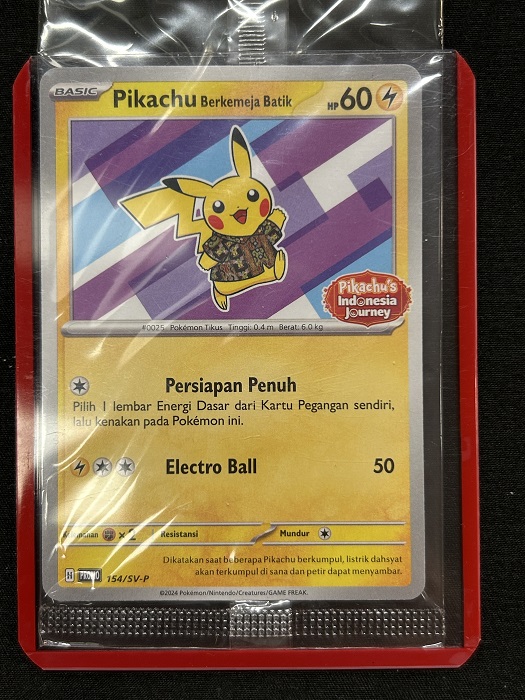 BASIC
Pikachu Berkemeja Batik HP 60
Pikachu's
Indonesia
Journey
#0025 Pokémon Tikus Tinggi: 0.4 m Berat: 6.0 kg
Persiapan Penuh
Pilih 1 lembar Energi Dasar dari Kartu Pegangan sendiri,
lalu kenakan pada Pokémon ini.
Electro Ball 50
×2 Resistansi Mundur
Dikatakan saat beberapa Pikachu berkumpul, listrik dahsyat
akan terkumpul di sana dan petir dapat menyambar.
154/SV-P
©2024 Pokémon/Nintendo/Creatures/GAME FREAK.